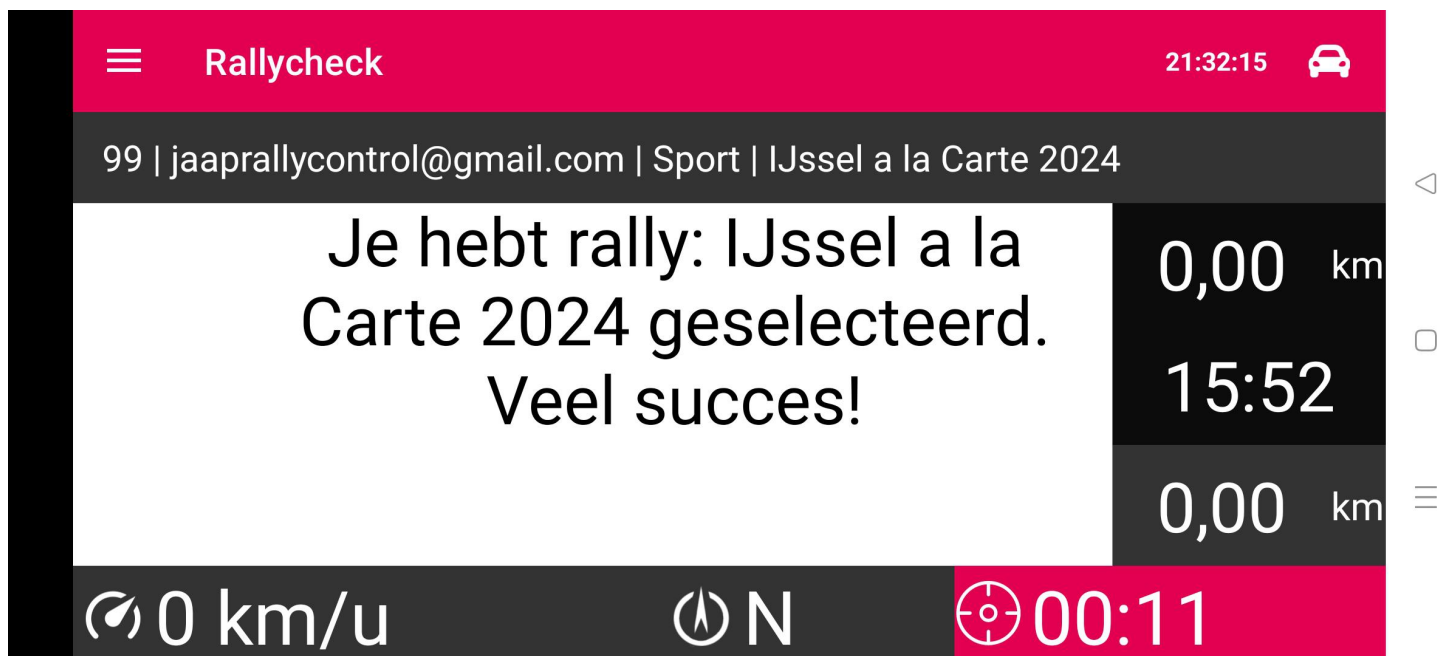 Rallycheck 21:32:15
99 | jaaprallycontrol@gmail.com | Sport | IJssel a la Carte 2024
Je hebt rally: IJssel a la
Carte 2024 geselecteerd.
Veel succes!
0,00 km
15:52
0,00 km
0 km/u N 00:11